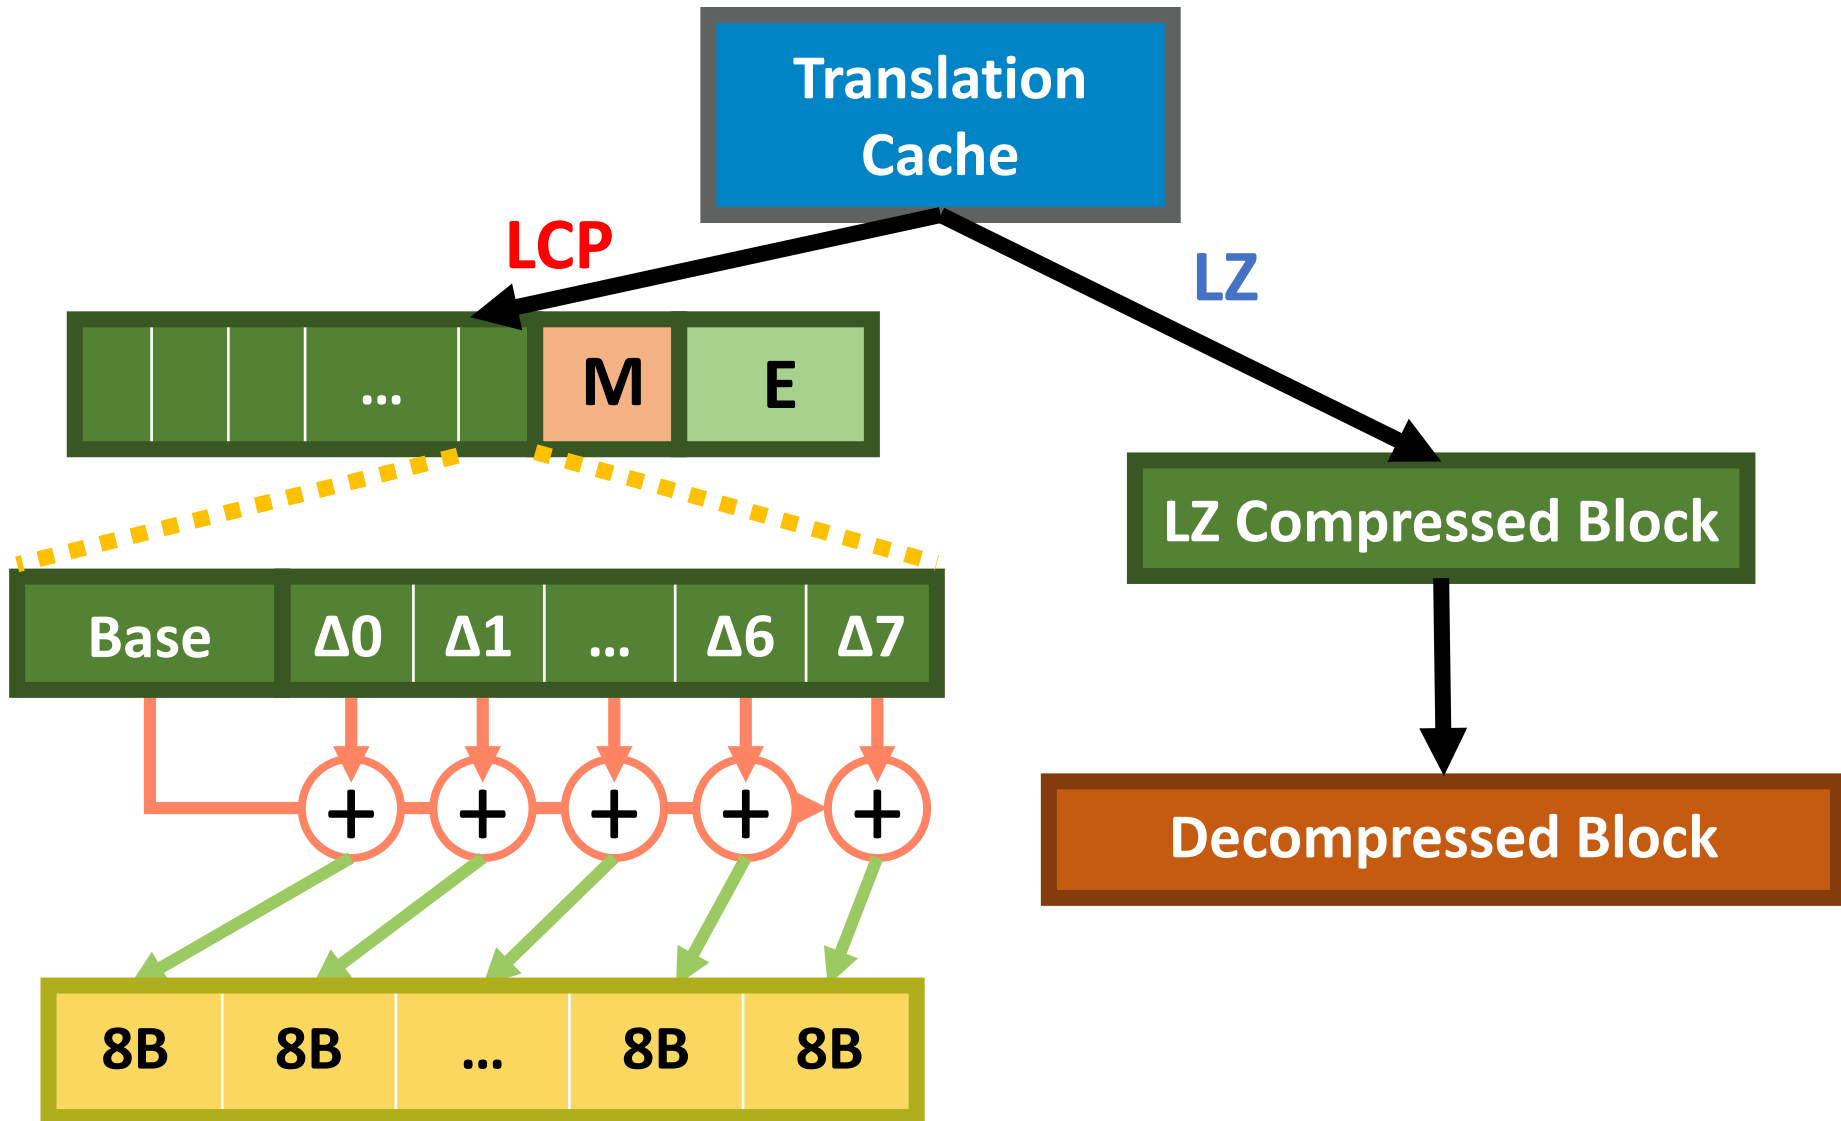 Translation
Cache
LCP
LZ
... M E
LZ Compressed Block
Base Δ0 Δ1 ... Δ6 Δ7
+ + + + +
Decompressed Block
8B 8B ... 8B 8B